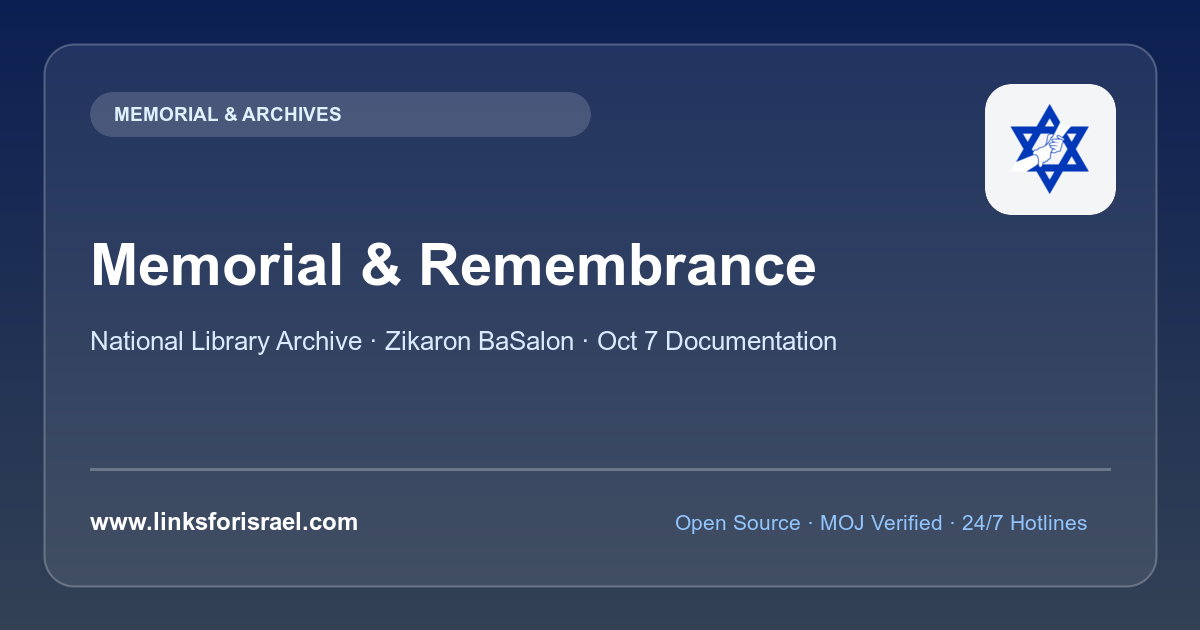 MEMORIAL & ARCHIVES
Memorial & Remembrance
National Library Archive · Zikaron BaSalon · Oct 7 Documentation
www.linksforisrael.com
Open Source · MOJ Verified · 24/7 Hotlines